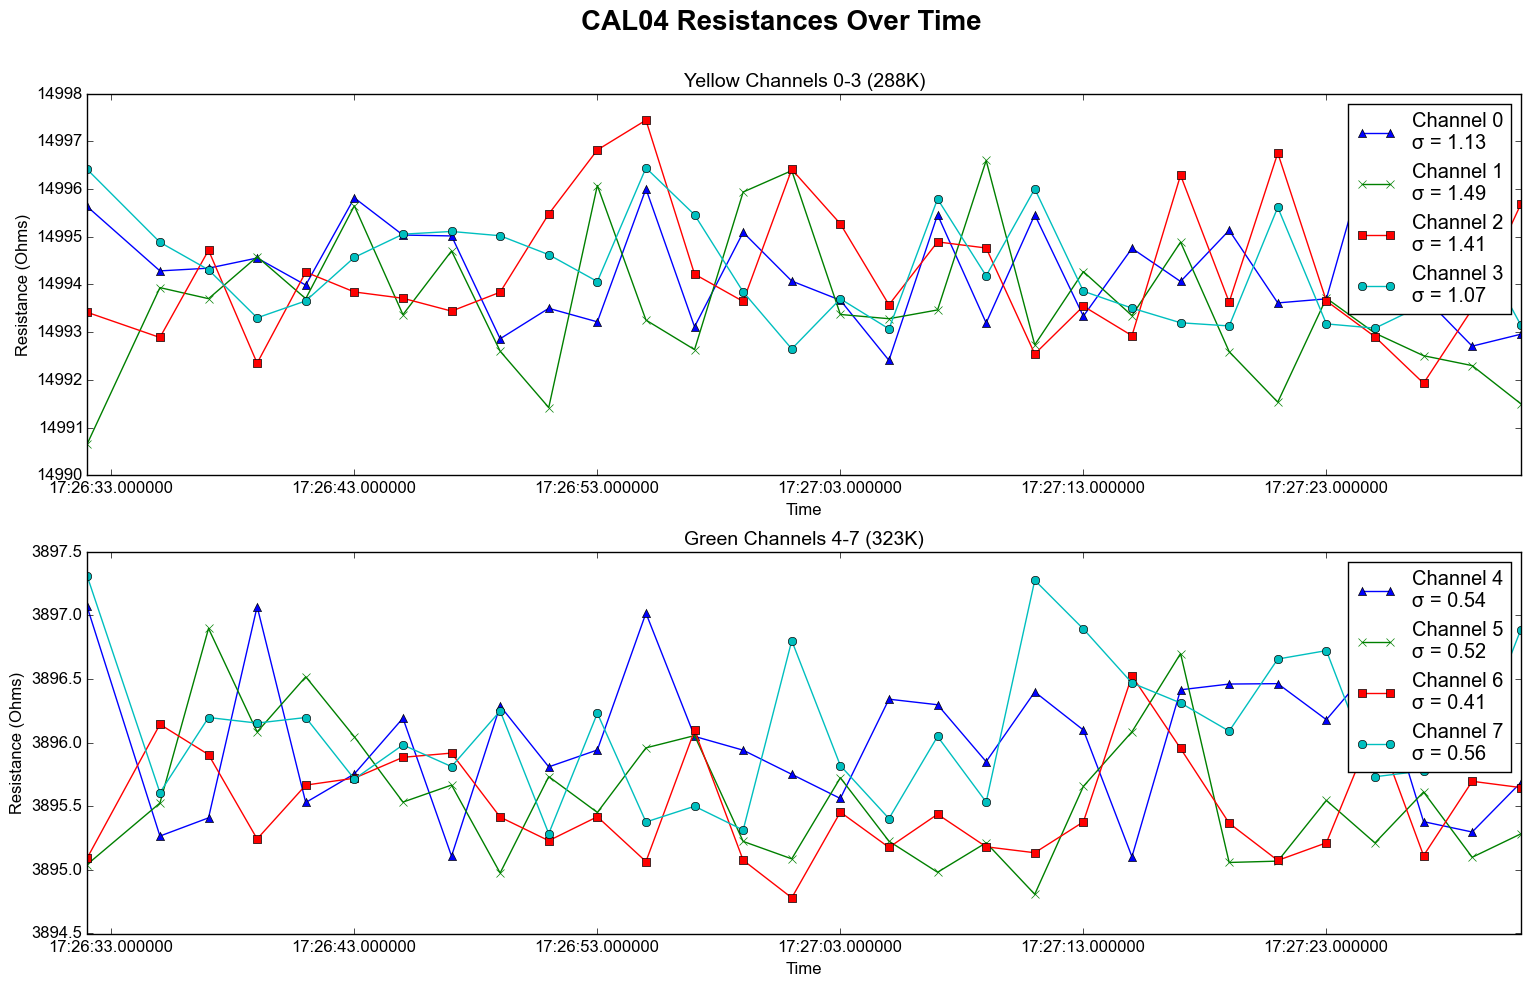 CAL04 Resistances Over Time
Yellow Channels 0-3 (288K)
14998
14997
14996
14995
14994
14993
14992
14991
14990
Resistance (Ohms)
Channel 0
σ = 1.13
Channel 1
σ = 1.49
Channel 2
σ = 1.41
Channel 3
σ = 1.07
17:26:33.000000 17:26:43.000000 17:26:53.000000 17:27:03.000000 17:27:13.000000 17:27:23.000000
Time
Green Channels 4-7 (323K)
3897.5
3897.0
3896.5
3896.0
3895.5
3895.0
3894.5
Resistance (Ohms)
Channel 4
σ = 0.54
Channel 5
σ = 0.52
Channel 6
σ = 0.41
Channel 7
σ = 0.56
17:26:33.000000 17:26:43.000000 17:26:53.000000 17:27:03.000000 17:27:13.000000 17:27:23.000000
Time